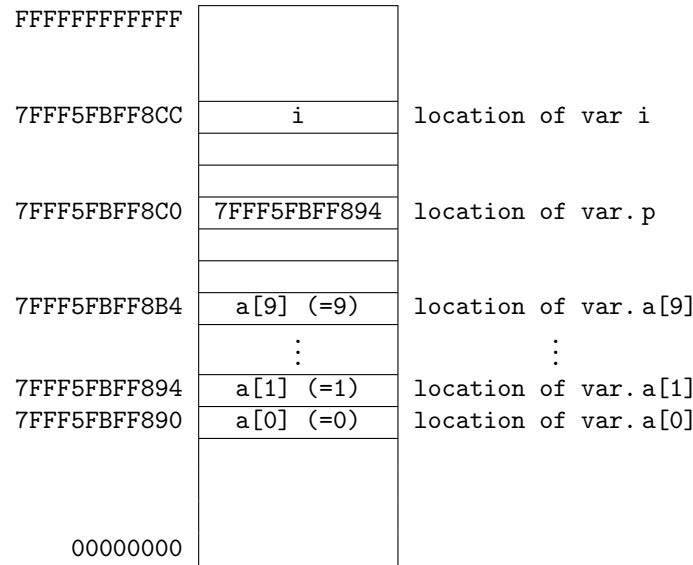 FFFFFFFFFFFF
7FFF5FBFF8CC i location of var i
7FFF5FBFF8C0 7FFF5FBFF894 location of var. p
7FFF5FBFF8B4 a[9] (=9) location of var. a[9]
⋮ ⋮
7FFF5FBFF894 a[1] (=1) location of var. a[1]
7FFF5FBFF890 a[0] (=0) location of var. a[0]
00000000